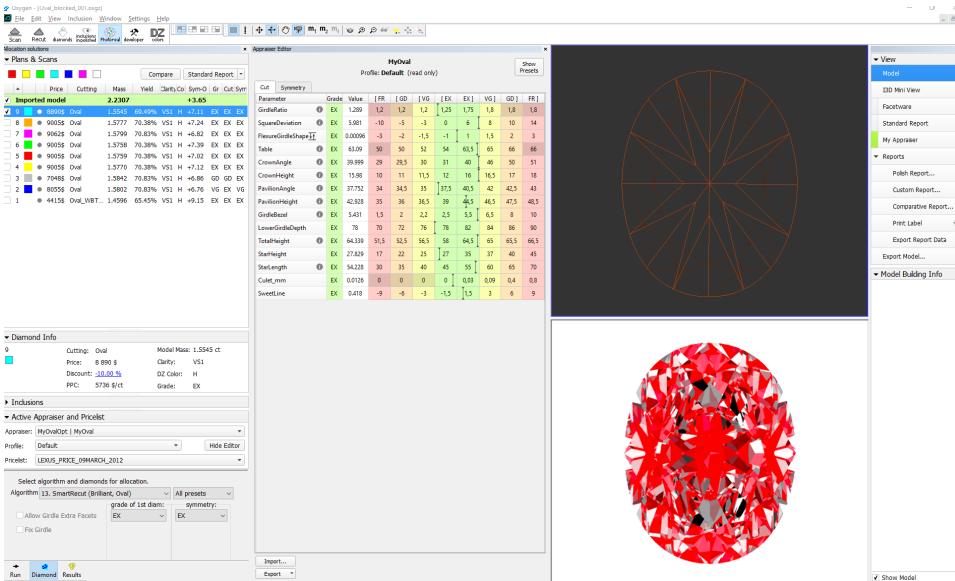 Oxygen - [Oval_blocked_001.oxgz]
File Edit View Inclusion Window Settings Help
Scan Recut diamonds Inclusions Preformal developer DZ colors
Allocation solutions
Plans & Scans
Compare Standard Report
Price Cutting Mass Yield Clarity Co Sym-O Gr Cut Sym
Imported model 2.2307 +3.65
9 8890$ Oval 1.5545 69.69% VS1 H +7.11 EX EX EX
8 9005$ Oval 1.5777 70.38% VS1 H +7.24 EX EX EX
7 9062$ Oval 1.5799 70.83% VS1 H +6.82 EX EX EX
6 9005$ Oval 1.5758 70.38% VS1 H +7.39 EX EX EX
5 9005$ Oval 1.5759 70.38% VS1 H +7.02 EX EX EX
4 9005$ Oval 1.5770 70.38% VS1 H +7.12 EX EX EX
3 7048$ Oval 1.5842 70.83% VS1 H +6.86 GD GD EX
2 8055$ Oval 1.5802 70.83% VS1 H +6.76 VG EX VG
1 4415$ Oval_WBT... 1.4596 65.45% VS1 H +9.15 EX EX EX
Diamond Info
9
Cutting: Oval Model Mass: 1.5545 ct
Price: 8 890 $ Clarity: VS1
Discount: -10.00 % DZ Color: H
PPC: 5736 $/ct Grade: EX
Inclusions
Active Appraiser and Pricelist
Appraiser: MyOvalOpt | MyOval
Profile: Default Hide Editor
Pricelist: LEXUS_PRICE_09MARCH_2012
Select algorithm and diamonds for allocation.
Algorithm 13. SmartRecut (Brilliant, Oval) All presets
grade of 1st diam: symmetry:
Allow Girdle Extra Facets EX EX
Fix Girdle
Run Diamond Results
Appraiser Editor
MyOval
Profile: Default (read only)
Show Presets
Cut Symmetry
Parameter Grade Value [ FR [ GD [ VG [ EX EX ] VG ] GD ] FR ]
GirdleRatio EX 1.289 1,2 1,2 1,2 1,25 1,75 1,8 1,8 1,8
SquareDeviation EX 5.981 -10 -5 -3 0 6 8 10 14
FlesureGirdleShape EX 0.00096 -3 -2 -1,5 -1 1 1,5 2 3
Table EX 63.09 50 50 52 54 63,5 65 66 66
CrownAngle EX 39.999 29 29,5 30 31 40 46 50 51
CrownHeight EX 15.98 10 11 11,5 12 16 16,5 17 18
PavilionAngle EX 37.752 34 34,5 35 37,5 40,5 42 42,5 43
PavilionHeight EX 42.928 35 36 36,5 39 44,5 46,5 47,5 48,5
GirdleBezel EX 5.431 1,5 2 2,2 2,5 5,5 6,5 8 10
LowerGirdleDepth EX 78 70 72 76 78 82 84 86 90
TotalHeight EX 64.339 51,5 52,5 56,5 58 64,5 65 65,5 66,5
StarHeight EX 27.829 17 22 25 27 35 37 40 45
StarLength EX 54.228 30 35 40 45 55 60 65 70
Culet_mm EX 0.0126 0 0 0 0 0,03 0,09 0,4 0,8
SweetLine EX 0.418 -9 -6 -3 -1,5 1,5 3 6 9
Import...
Export
View
Model
DXD Mini View
Facetware
Standard Report
My Appraiser
Reports
Polish Report...
Custom Report...
Comparative Report...
Print Label
Export Report Data
Export Model...
Model Building Info
Show Model